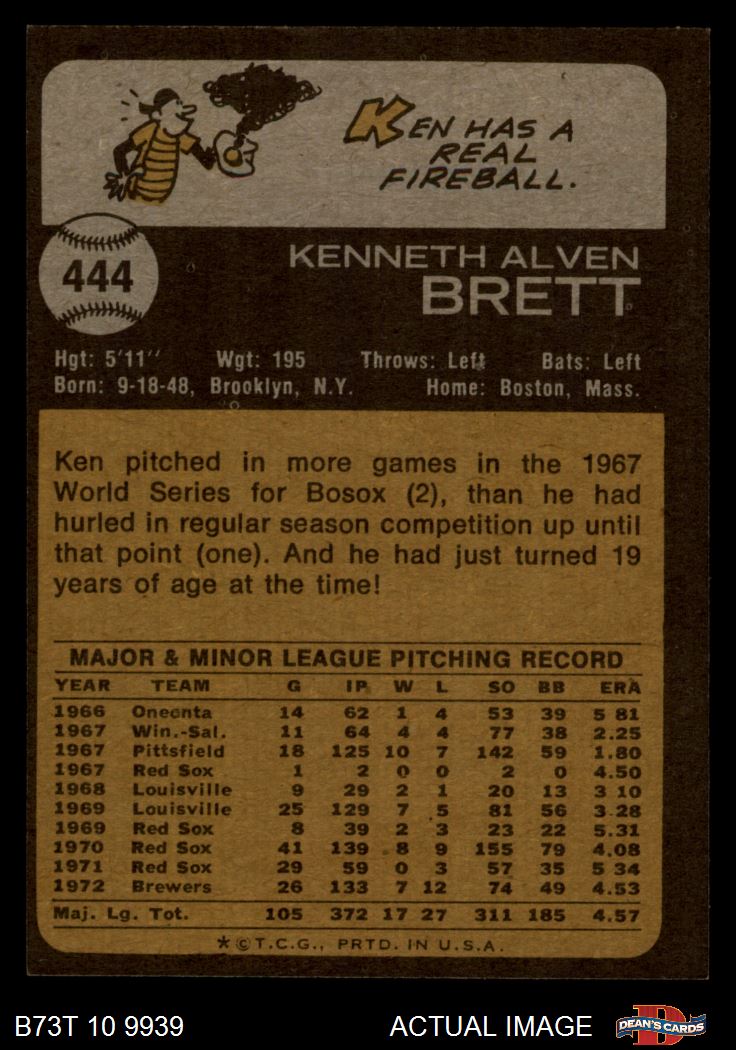 KEN HAS A
REAL
FIREBALL.
444
KENNETH ALVEN
BRETT
Hgt: 5'11'' Wgt: 195 Throws: Left Bats: Left
Born: 9-18-48, Brooklyn, N.Y. Home: Boston, Mass.
Ken pitched in more games in the 1967
World Series for Bosox (2), than he had
hurled in regular season competition up until
that point (one). And he had just turned 19
years of age at the time!
MAJOR & MINOR LEAGUE PITCHING RECORD
YEAR TEAM G IP W L SO BB ERA
1966 Oneonta 14 62 1 4 53 39 5 81
1967 Win.-Sal. 11 64 4 4 77 38 2.25
1967 Pittsfield 18 125 10 7 142 59 1.80
1967 Red Sox 1 2 0 0 2 0 4.50
1968 Louisville 9 29 2 1 20 13 3 10
1969 Louisville 25 129 7 5 81 56 3.28
1969 Red Sox 8 39 2 3 23 22 5.31
1970 Red Sox 41 139 8 9 155 79 4.08
1971 Red Sox 29 59 0 3 57 35 5 34
1972 Brewers 26 133 7 12 74 49 4.53
Maj. Lg. Tot. 105 372 17 27 311 185 4.57
*©T.C.G., PRTD. IN U.S.A.
B73T 10 9939 ACTUAL IMAGE D DEAN'S CARDS